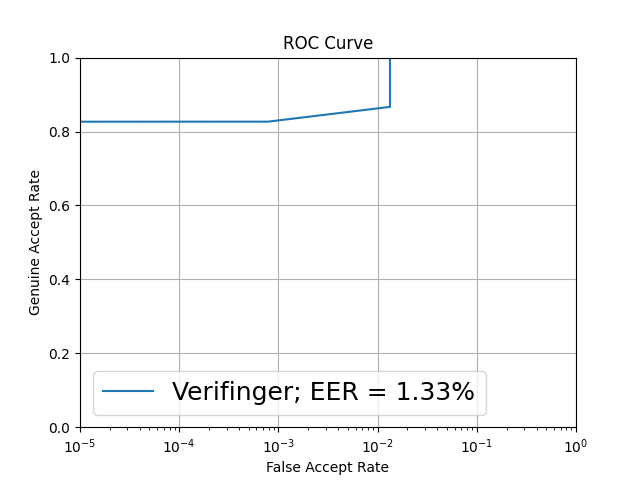 ROC Curve
1.0
0.8
0.6
0.4
0.2
0.0
Genuine Accept Rate
Verifinger; EER = 1.33%
10⁻⁵ 10⁻⁴ 10⁻³ 10⁻² 10⁻¹ 10⁰
False Accept Rate